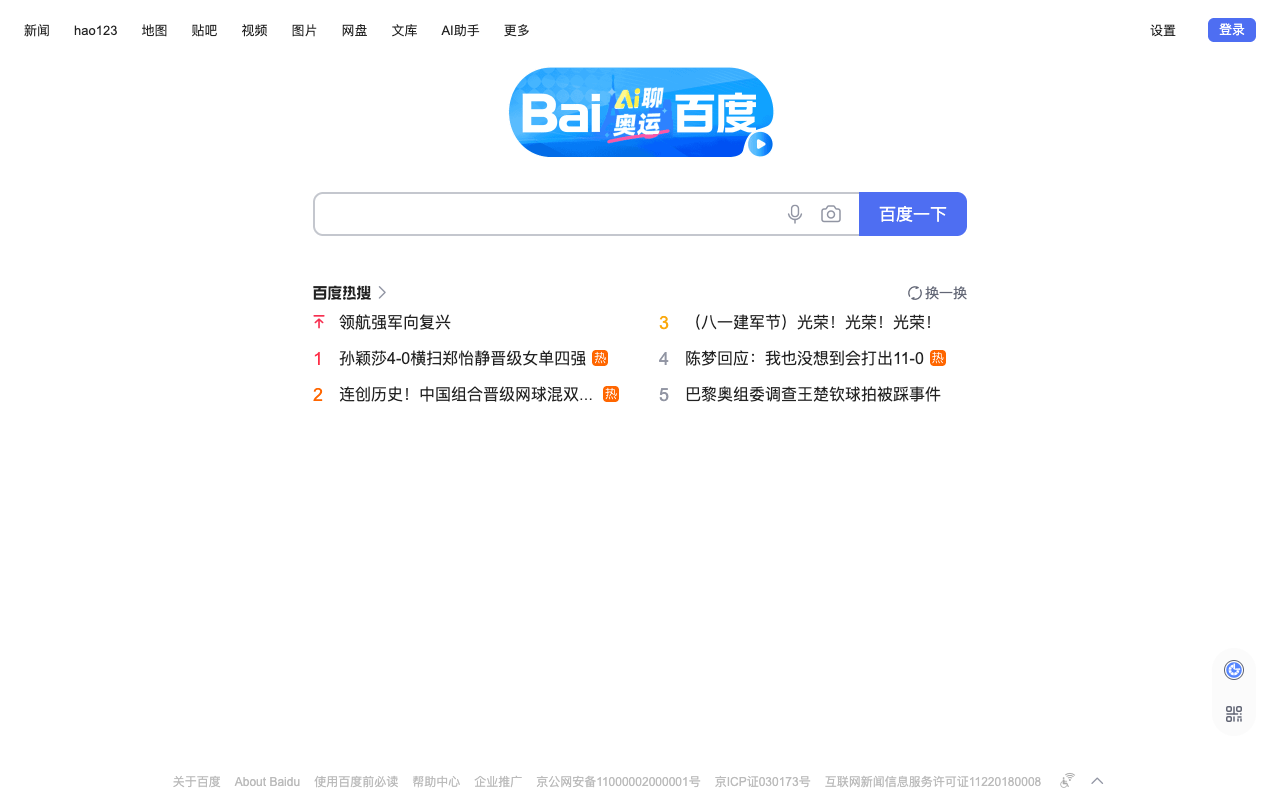 新闻 hao123 地图 贴吧 视频 图片 网盘 文库 AI助手 更多 设置 登录
Bai Ai聊奥运 百度
百度一下
百度热搜 换一换
领航强军向复兴
1 孙颖莎4-0横扫郑怡静晋级女单四强 热
2 连创历史！中国组合晋级网球混双... 热
3 （八一建军节）光荣！光荣！光荣！
4 陈梦回应：我也没想到会打出11-0 热
5 巴黎奥组委调查王楚钦球拍被踩事件
关于百度 About Baidu 使用百度前必读 帮助中心 企业推广 京公网安备11000002000001号 京ICP证030173号 互联网新闻信息服务许可证11220180008